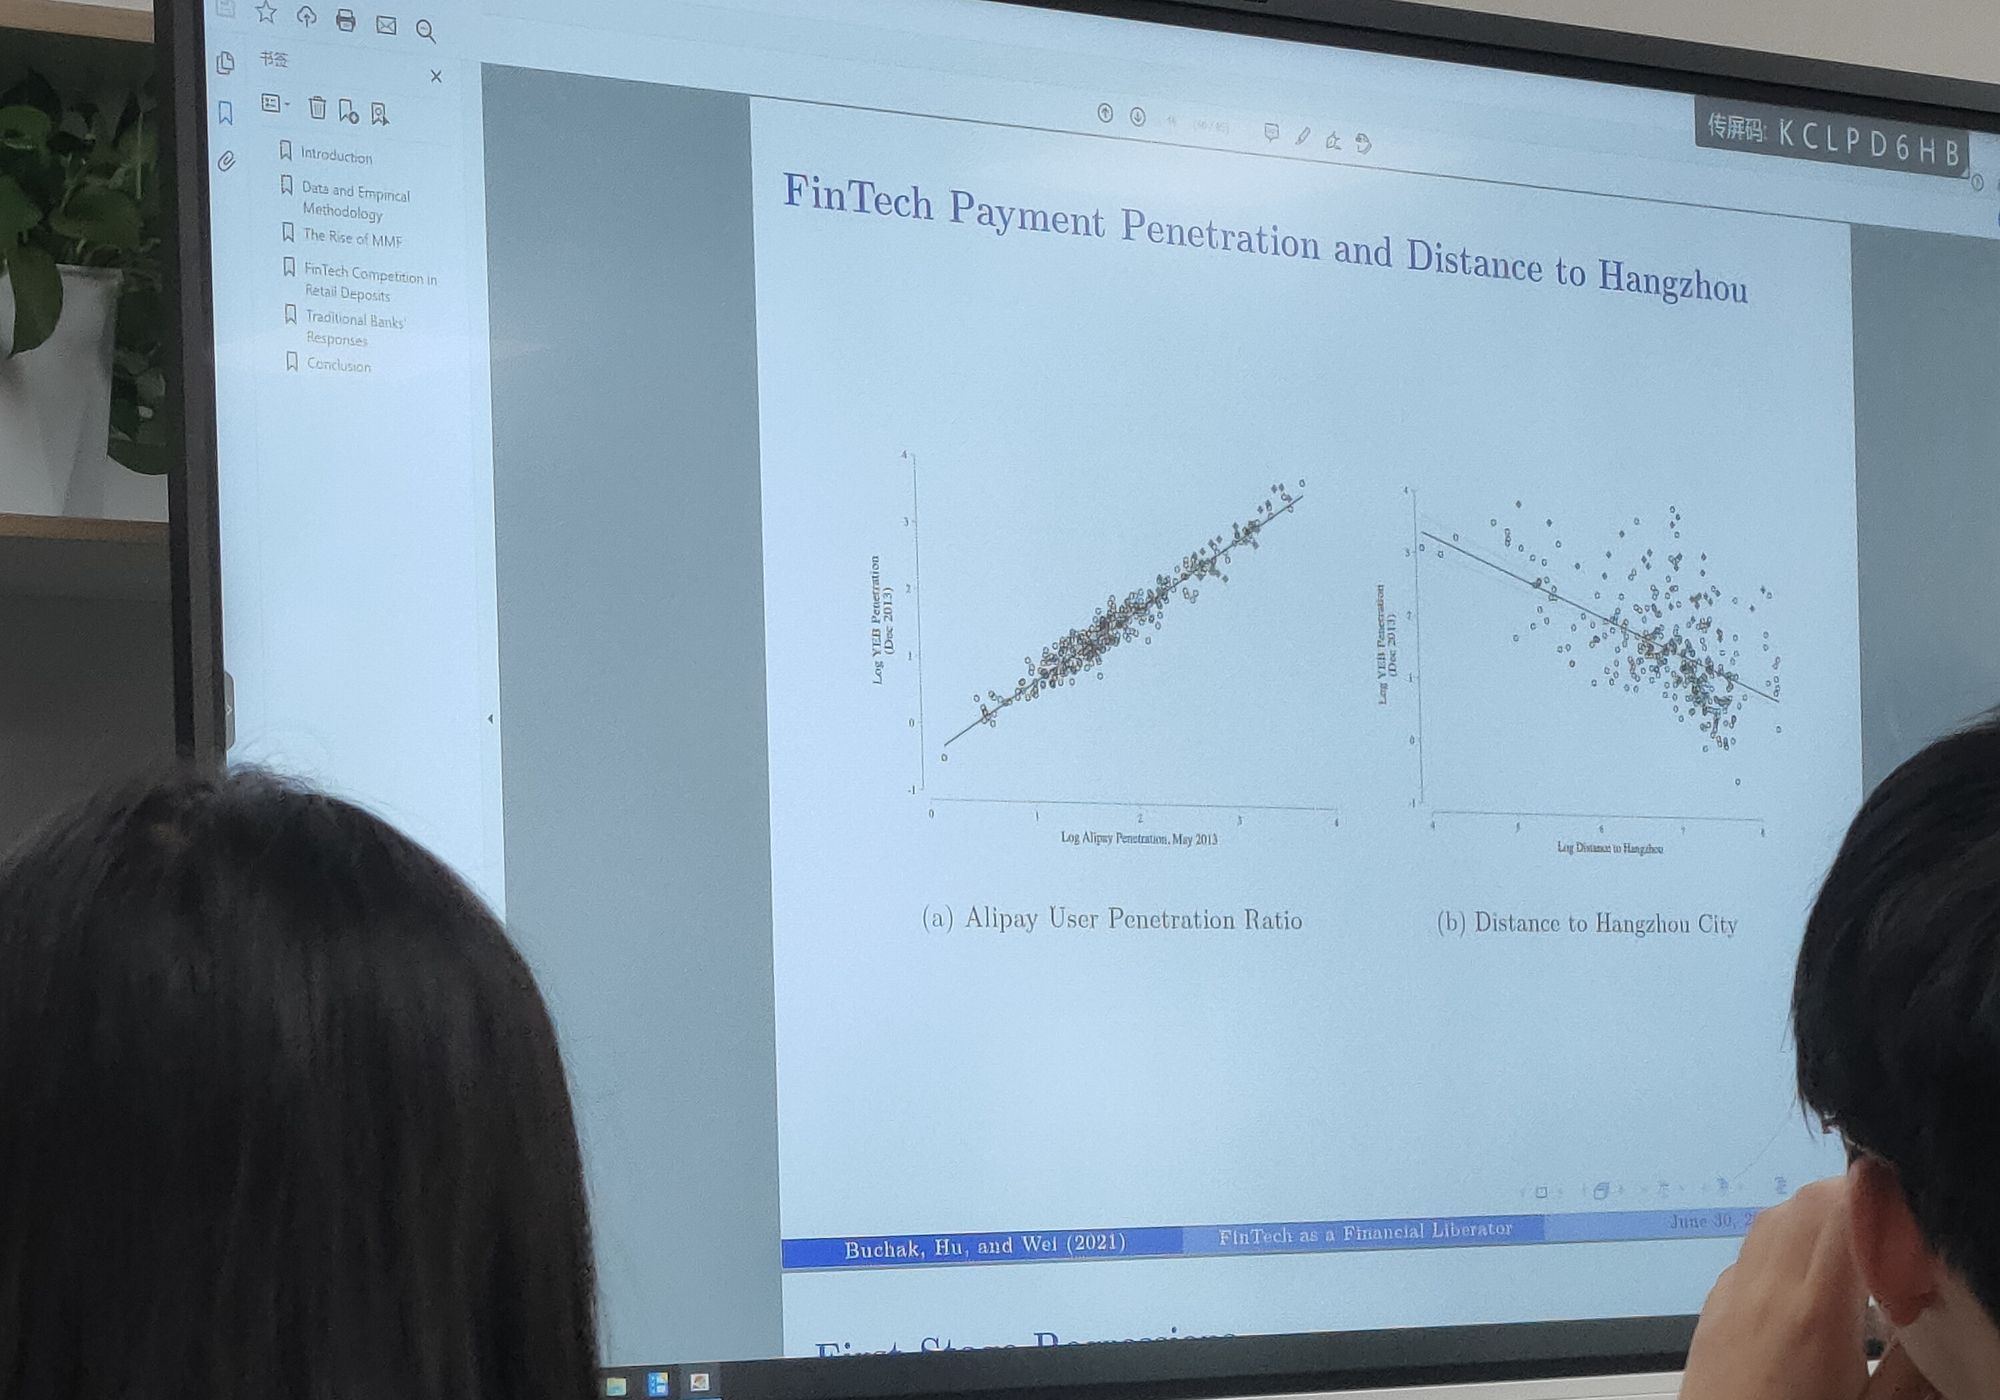 书签
Introduction
Data and Empirical
Methodology
The Rise of MMF
FinTech Competition in
Retail Deposits
Traditional Banks'
Responses
Conclusion
传屏码: KCLPD6HB
FinTech Payment Penetration and Distance to Hangzhou
4
3
2
1
0
-1
Log YEB Penetration
(Dec 2013)
0 1 2 3 4
Log Alipay Penetration, May 2013
(a) Alipay User Penetration Ratio
4
3
2
1
0
-1
Log YEB Penetration
(Dec 2013)
4 5 6 7 8
Log Distance to Hangzhou
(b) Distance to Hangzhou City
Buchak, Hu, and Wei (2021)
FinTech as a Financial Liberator
June 30,
First Stage Regressions